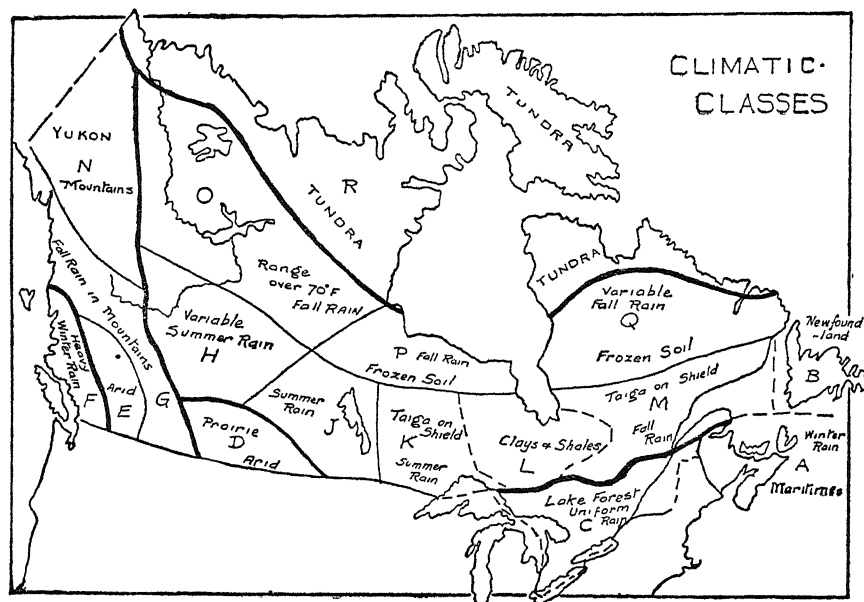 CLIMATIC·
CLASSES
YUKON
N
Mountains
O
R
TUNDRA
TUNDRA
TUNDRA
Range
over 70°F
Fall RAIN
Fall Rain in Mountains
G
Variable
Summer Rain
H
Variable
Fall Rain
Q
Frozen Soil
P Fall Rain
Frozen Soil
Newfound
-land
B
Heavy
Winter Rain
F
Arid
E
Prairie
D
Arid
Summer
Rain
J
Taiga on
Shield
K
Summer
Rain
Clays & Shales
L
Taiga on Shield
M
Fall
Rain
Winter
Rain
A
Maritimes
Lake Forest
Uniform
C Rain